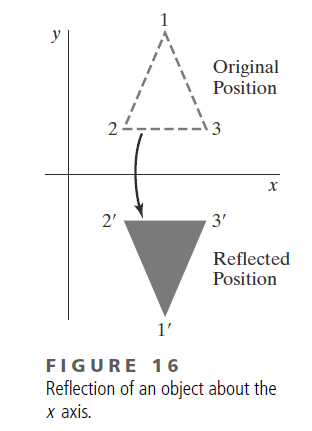 1
y
Original
Position
2
3
x
2′
3′
Reflected
Position
1′
FIGURE 16
Reflection of an object about the
x axis.